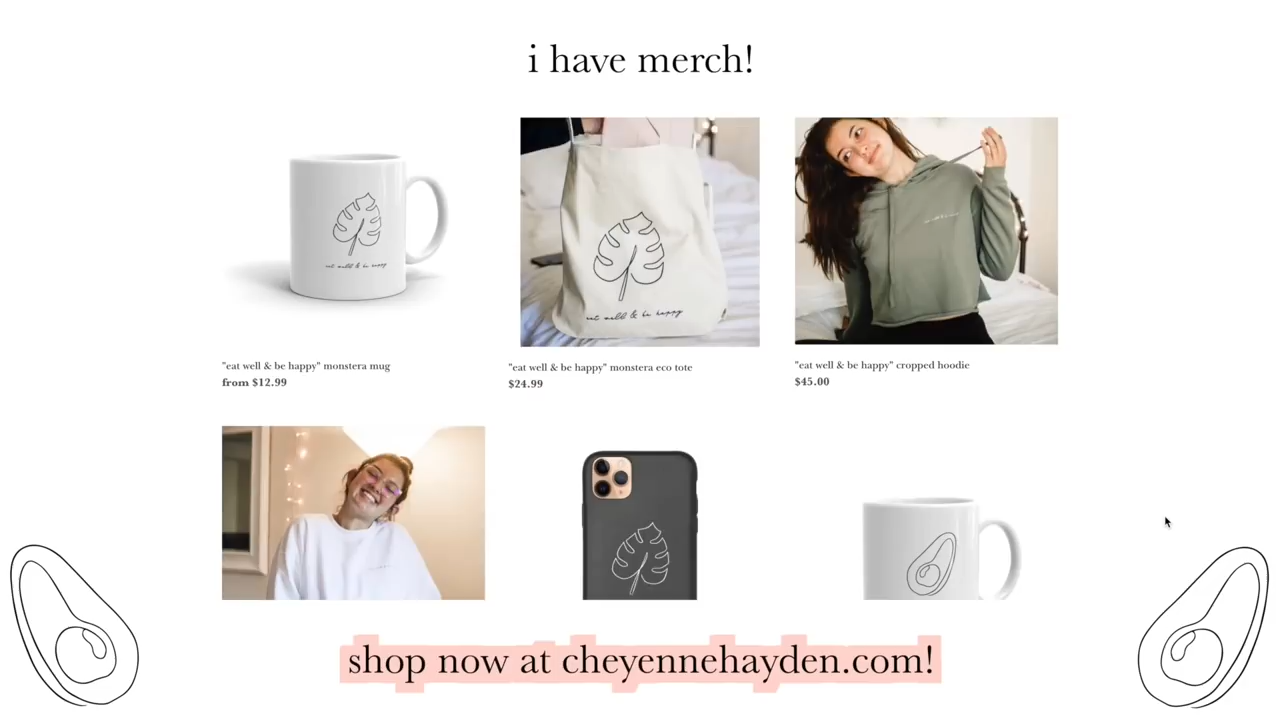 i have merch!
eat well & be happy
eat well & be happy
"eat well & be happy" monstera mug
from $12.99
"eat well & be happy" monstera eco tote
$24.99
"eat well & be happy" cropped hoodie
$45.00
shop now at cheyennehayden.com!